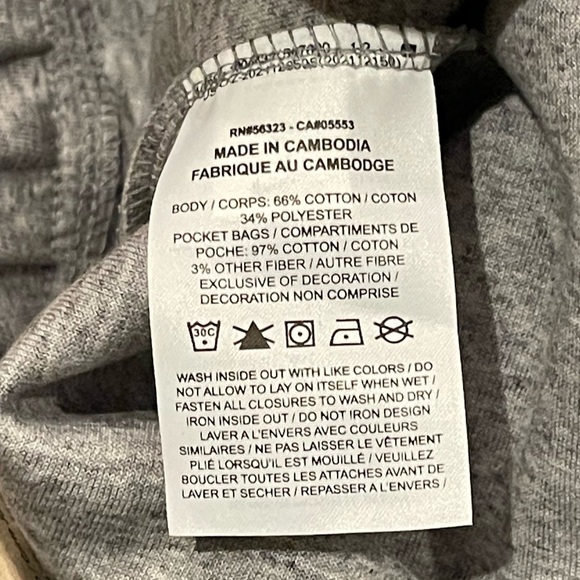 RN#56323 - CA#05553
MADE IN CAMBODIA
FABRIQUE AU CAMBODGE
BODY / CORPS: 66% COTTON / COTON
34% POLYESTER
POCKET BAGS / COMPARTIMENTS DE
POCHE: 97% COTTON / COTON
3% OTHER FIBER / AUTRE FIBRE
EXCLUSIVE OF DECORATION /
DECORATION NON COMPRISE
30C
WASH INSIDE OUT WITH LIKE COLORS / DO
NOT ALLOW TO LAY ON ITSELF WHEN WET /
FASTEN ALL CLOSURES TO WASH AND DRY /
IRON INSIDE OUT / DO NOT IRON DESIGN
LAVER A L'ENVERS AVEC COULEURS
SIMILAIRES / NE PAS LAISSER LE VÊTEMENT
PLIÉ LORSQU'IL EST MOUILLÉ / VEUILLEZ
BOUCLER TOUTES LES ATTACHES AVANT DE
LAVER ET SECHER / REPASSER A L'ENVERS /